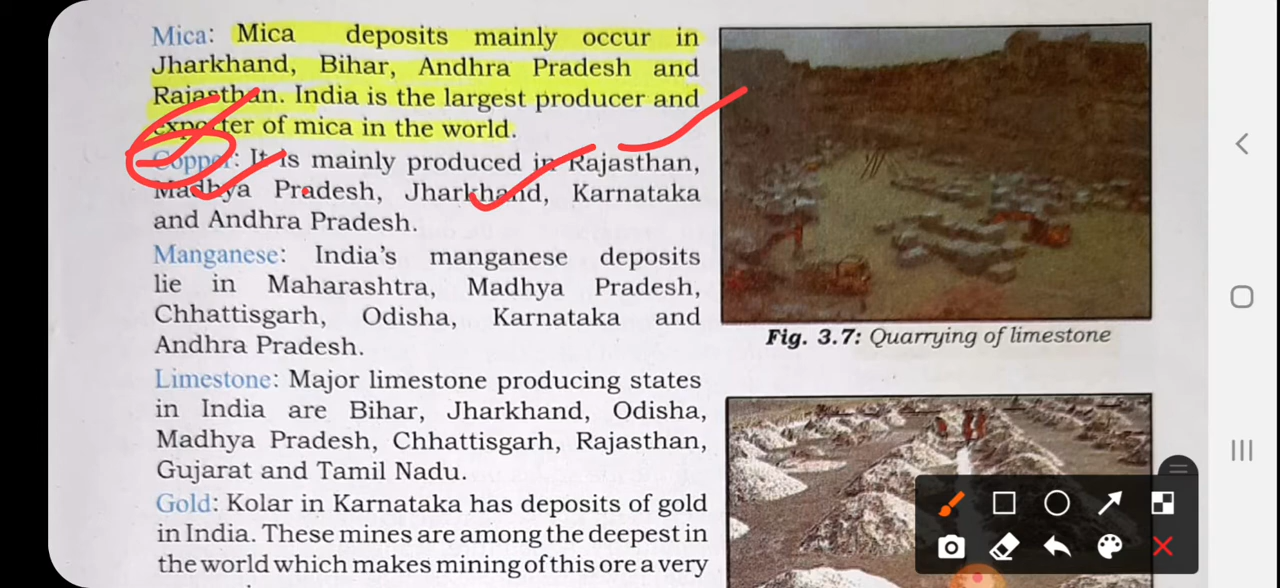 Mica: Mica deposits mainly occur in
Jharkhand, Bihar, Andhra Pradesh and
Rajasthan. India is the largest producer and
exporter of mica in the world.
Copper: It is mainly produced in Rajasthan,
Madhya Pradesh, Jharkhand, Karnataka
and Andhra Pradesh.
Manganese: India's manganese deposits
lie in Maharashtra, Madhya Pradesh,
Chhattisgarh, Odisha, Karnataka and
Andhra Pradesh.
Limestone: Major limestone producing states
in India are Bihar, Jharkhand, Odisha,
Madhya Pradesh, Chhattisgarh, Rajasthan,
Gujarat and Tamil Nadu.
Gold: Kolar in Karnataka has deposits of gold
in India. These mines are among the deepest in
the world which makes mining of this ore a very
Fig. 3.7: Quarrying of limestone